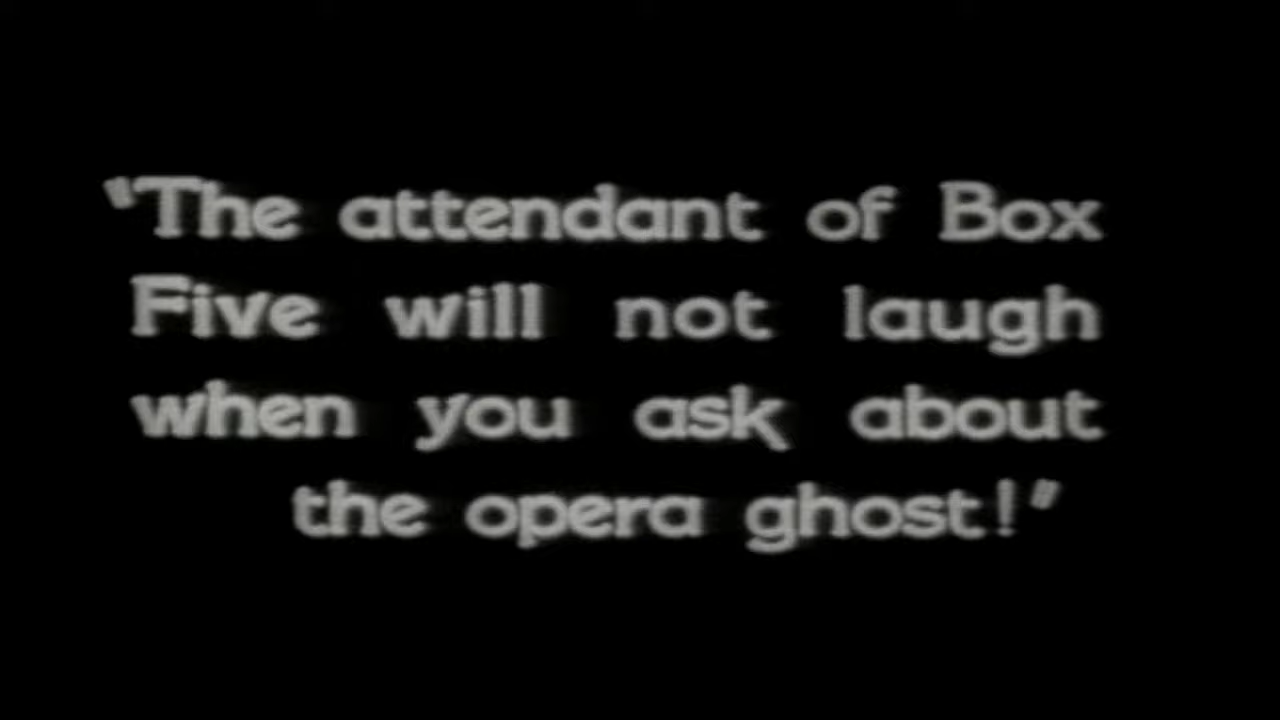 "The attendant of Box
Five will not laugh
when you ask about
the opera ghost!"